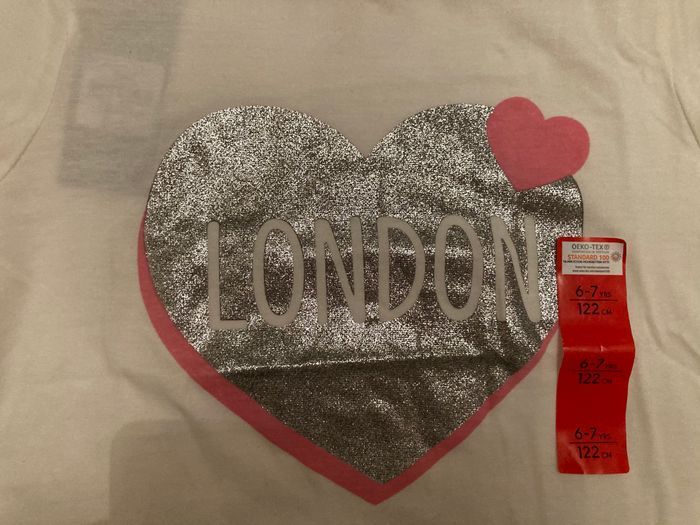 LONDON
OEKO-TEX®
STANDARD 100
6-7 YRS
122 CM
6-7 YRS
122 CM
6-7 YRS
122 CM